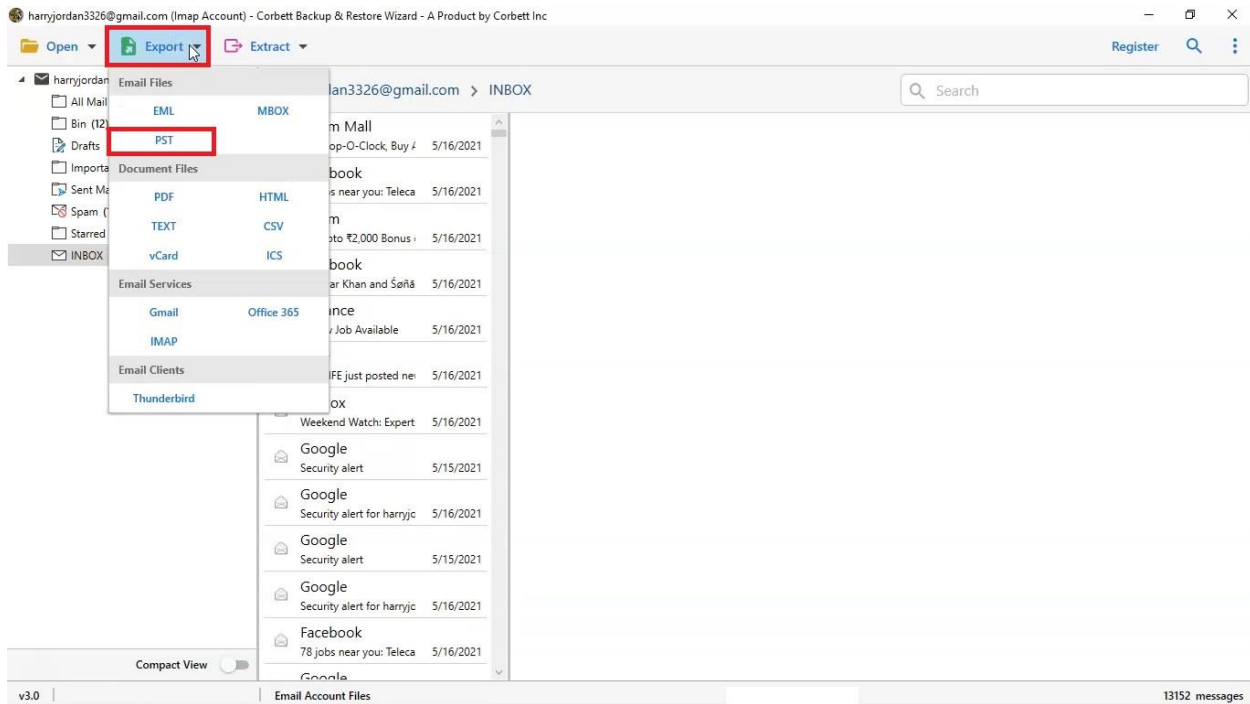 harryjordan3326@gmail.com (Imap Account) - Corbett Backup & Restore Wizard - A Product by Corbett Inc
Open Export Extract Register
harryjordan
All Mail
Bin (12)
Drafts
Importa
Sent Ma
Spam (
Starred
INBOX
Email Files
EML MBOX
PST
Document Files
PDF HTML
TEXT CSV
vCard ICS
Email Services
Gmail Office 365
IMAP
Email Clients
Thunderbird
dan3326@gmail.com > INBOX
Search
m Mall
op-O-Clock, Buy 5/16/2021
book
s near you: Teleca 5/16/2021
m
pto ₹2,000 Bonus 5/16/2021
book
ar Khan and Śøñå 5/16/2021
nce
Job Available 5/16/2021
IFE just posted ne 5/16/2021
ox
Weekend Watch: Expert 5/16/2021
Google
Security alert 5/15/2021
Google
Security alert for harryjo 5/16/2021
Google
Security alert 5/15/2021
Google
Security alert for harryjo 5/16/2021
Facebook
78 jobs near you: Teleca 5/16/2021
Google
Compact View
v3.0 Email Account Files 13152 messages